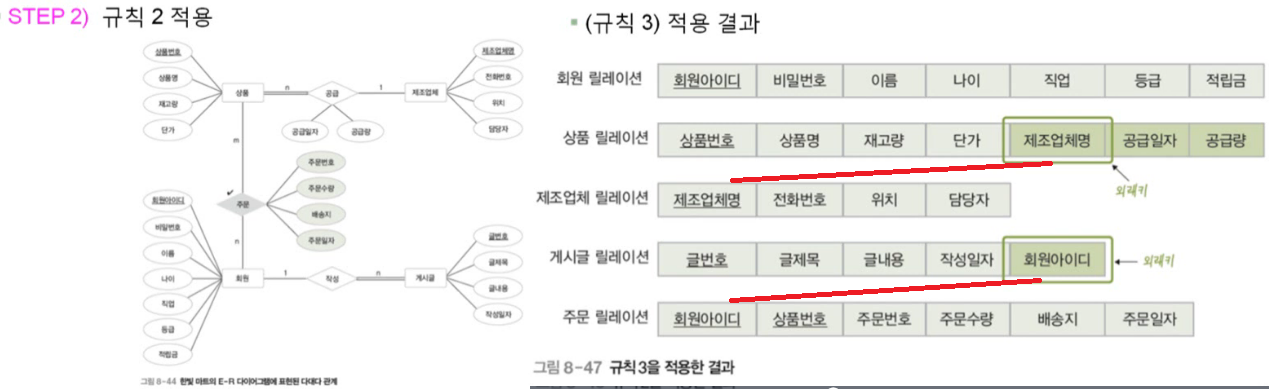 STEP 2) 규칙 2 적용
상품번호
상품명
재고량
단가
상품
n
공급
1
제조업체
공급일자
공급량
제조업체명
전화번호
위치
담당자
m
주문
주문번호
주문수량
배송지
주문일자
n
회원아이디
비밀번호
이름
나이
직업
등급
적립금
회원
1
작성
n
게시글
글번호
글제목
글내용
작성일자
그림 8-44 한빛 마트의 E-R 다이어그램에 표현된 다대다 관계
(규칙 3) 적용 결과
회원 릴레이션 회원아이디 비밀번호 이름 나이 직업 등급 적립금
상품 릴레이션 상품번호 상품명 재고량 단가 제조업체명 공급일자 공급량
외래키
제조업체 릴레이션 제조업체명 전화번호 위치 담당자
게시글 릴레이션 글번호 글제목 글내용 작성일자 회원아이디 외래키
주문 릴레이션 회원아이디 상품번호 주문번호 주문수량 배송지 주문일자
그림 8-47 규칙3을 적용한 결과